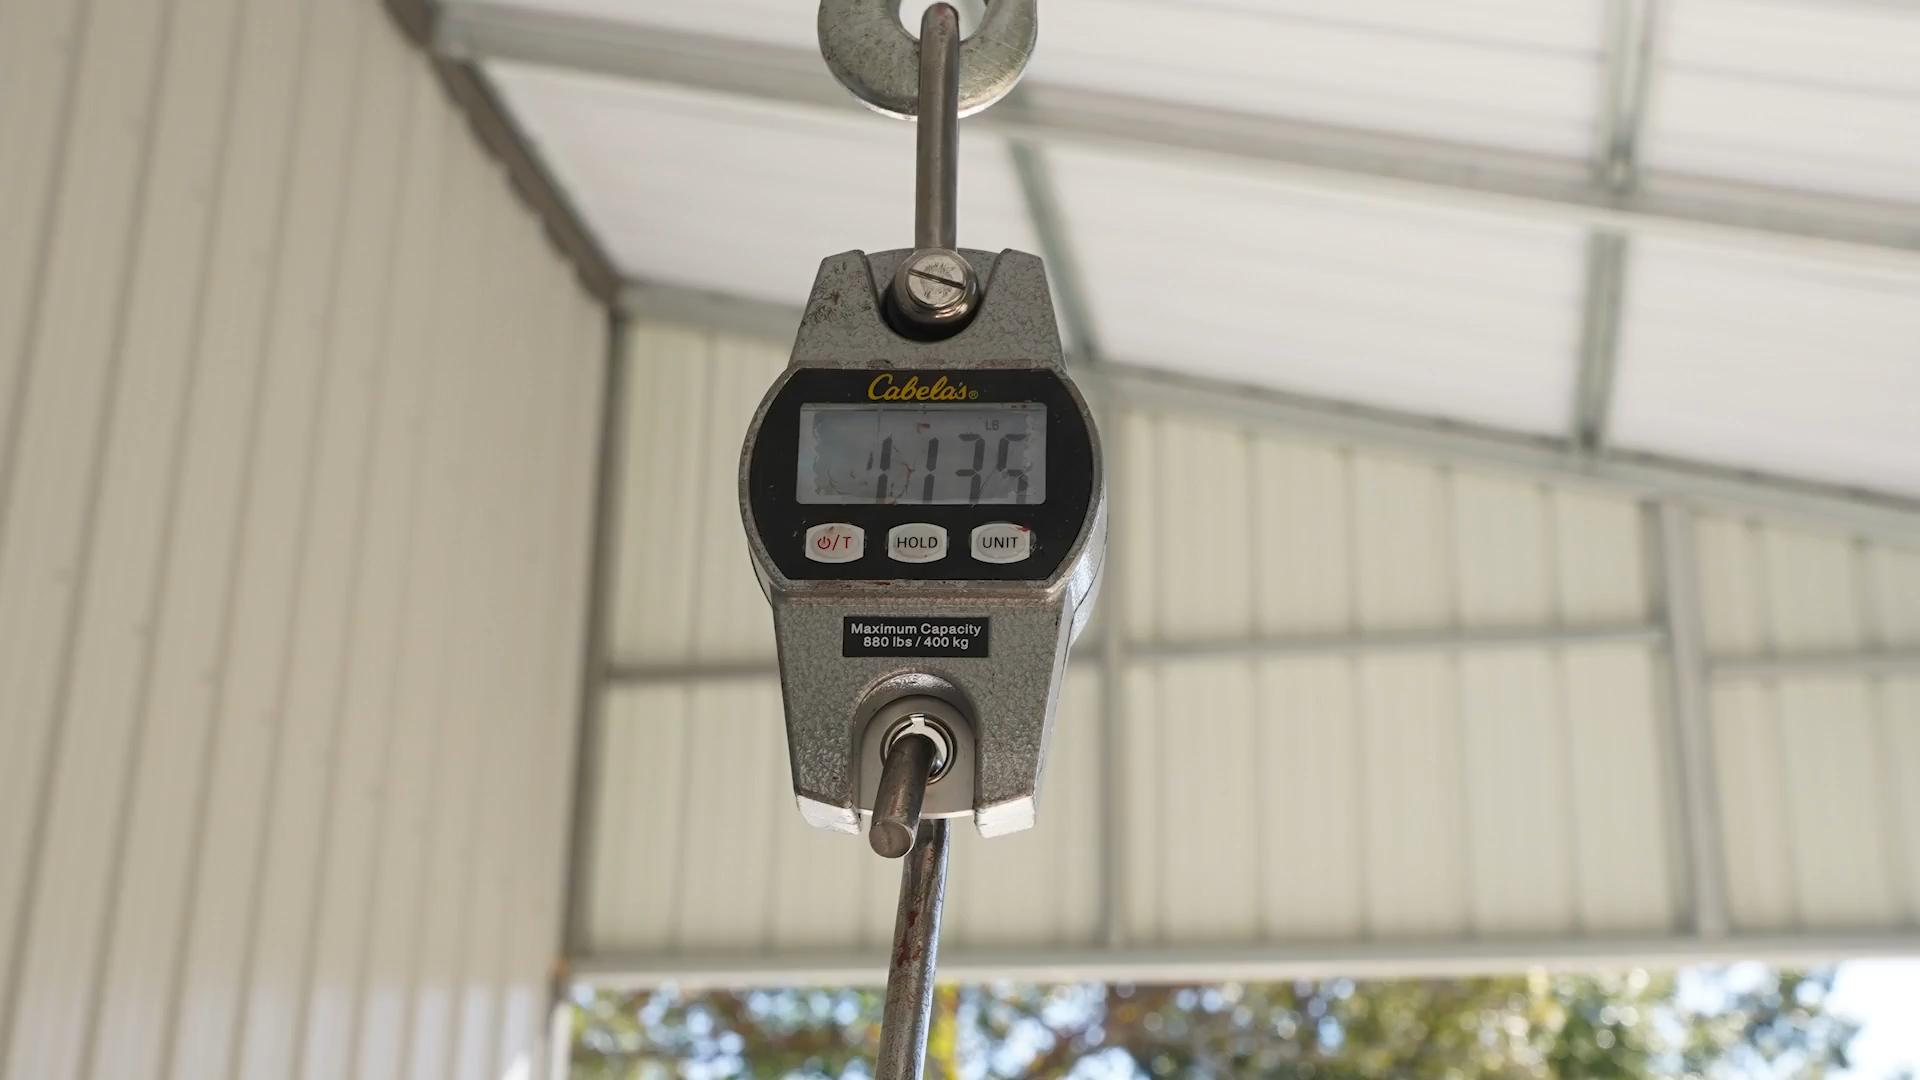 Cabela's®
LB
113.5
⏻/T HOLD UNIT
Maximum Capacity
880 lbs / 400 kg